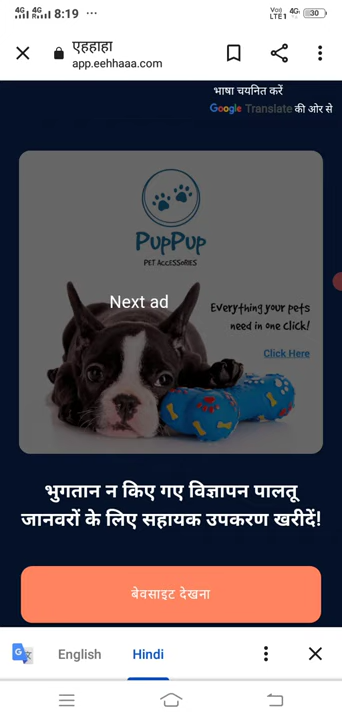 4G 4G 8:19 ...
Vo) LTE1 4G 30
एहहाहा
app.eehhaaa.com
भाषा चयनित करें
Google Translate की ओर से
PupPup
PET ACCESSORIES
Next ad
Everything your pets
need in one click!
Click Here
भुगतान न किए गए विज्ञापन पालतू
जानवरों के लिए सहायक उपकरण खरीदें!
बेवसाइट देखना
English Hindi